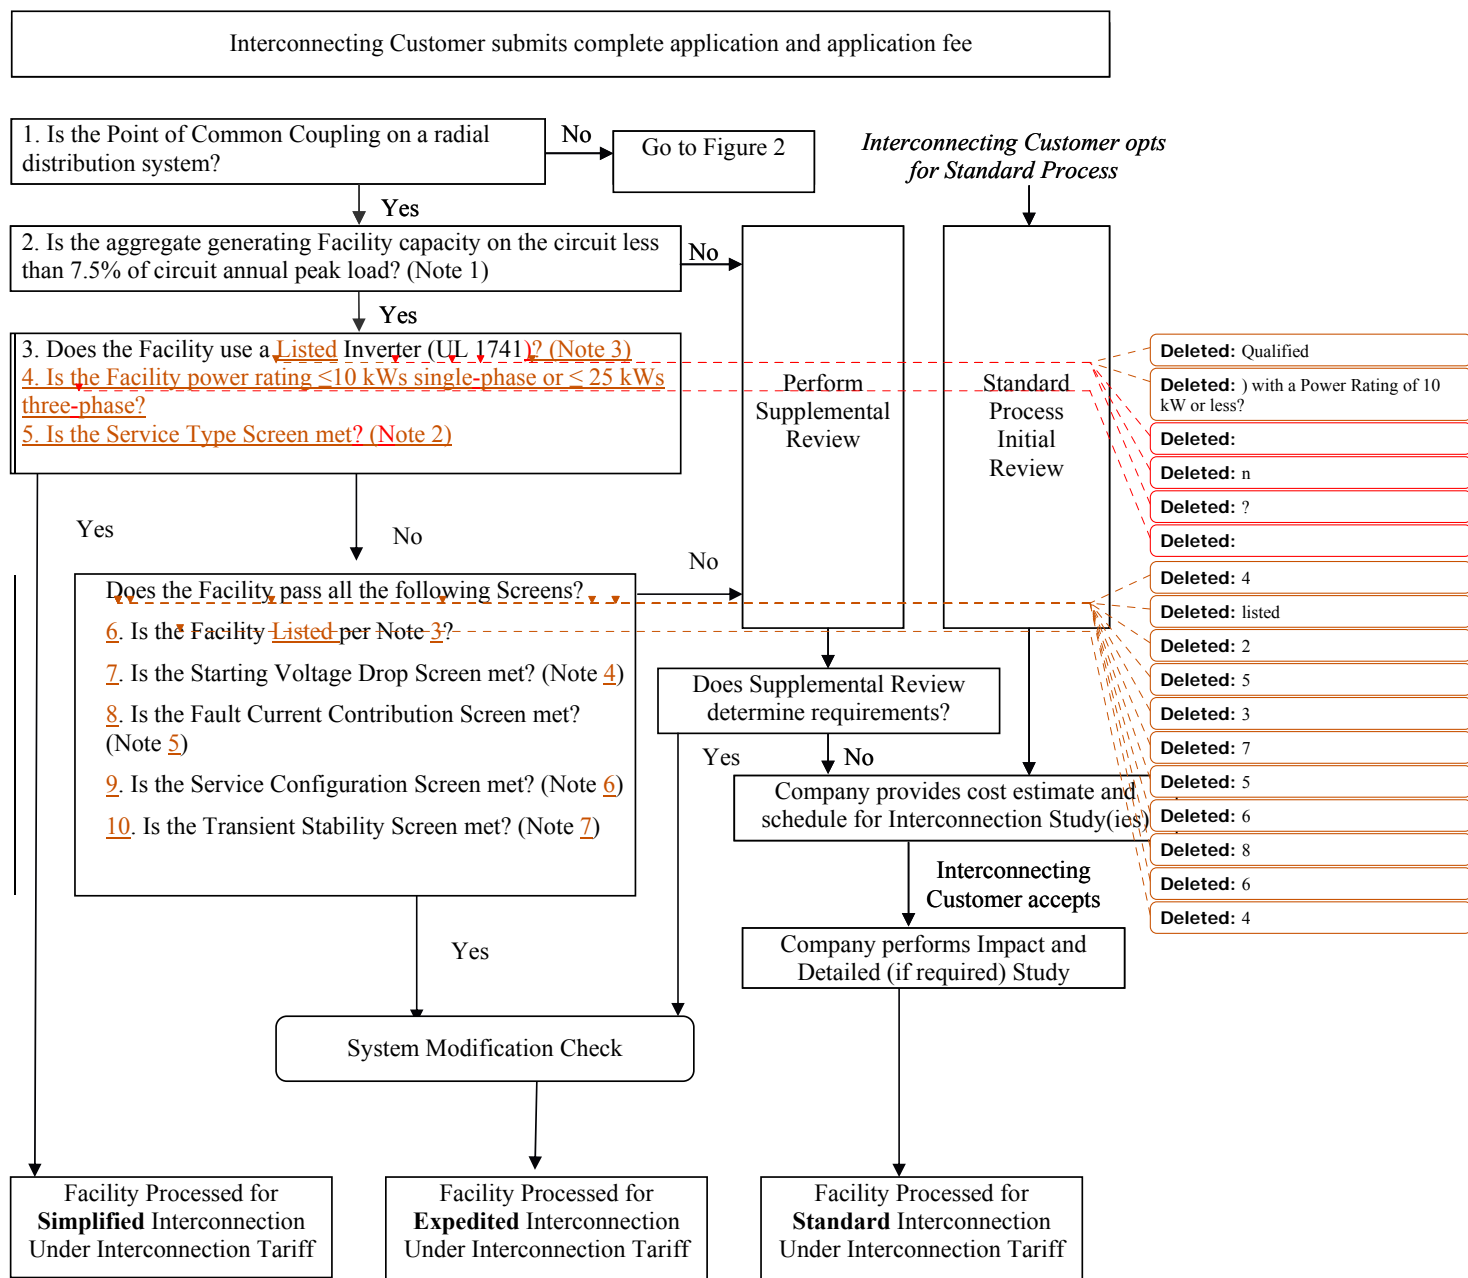 Interconnecting Customer submits complete application and application fee
1. Is the Point of Common Coupling on a radial
distribution system?
No
Go to Figure 2
Interconnecting Customer opts
for Standard Process
Yes
2. Is the aggregate generating Facility capacity on the circuit less
than 7.5% of circuit annual peak load? (Note 1)
No
Yes
3. Does the Facility use a Listed Inverter (UL 1741)? (Note 3)
4. Is the Facility power rating ≤10 kWs single-phase or ≤ 25 kWs
three-phase?
5. Is the Service Type Screen met? (Note 2)
Perform
Supplemental
Review
Standard
Process
Initial
Review
Deleted: Qualified
Deleted: ) with a Power Rating of 10
kW or less?
Deleted:
Deleted: n
Deleted: ?
Deleted:
Yes
No
No
Does the Facility pass all the following Screens?
6. Is the Facility Listed per Note 3?
7. Is the Starting Voltage Drop Screen met? (Note 4)
8. Is the Fault Current Contribution Screen met?
(Note 5)
9. Is the Service Configuration Screen met? (Note 6)
10. Is the Transient Stability Screen met? (Note 7)
Deleted: 4
Deleted: listed
Deleted: 2
Deleted: 5
Deleted: 3
Deleted: 7
Deleted: 5
Deleted: 6
Deleted: 8
Deleted: 6
Deleted: 4
Does Supplemental Review
determine requirements?
Yes
No
Company provides cost estimate and
schedule for Interconnection Study(ies)
Interconnecting
Customer accepts
Yes
Company performs Impact and
Detailed (if required) Study
System Modification Check
Facility Processed for
Simplified Interconnection
Under Interconnection Tariff
Facility Processed for
Expedited Interconnection
Under Interconnection Tariff
Facility Processed for
Standard Interconnection
Under Interconnection Tariff